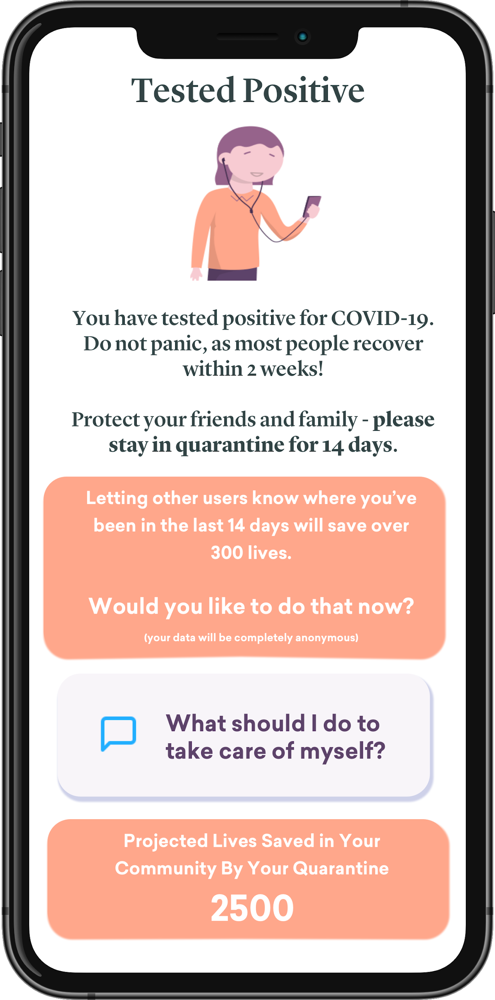 Tested Positive
You have tested positive for COVID-19.
Do not panic, as most people recover
within 2 weeks!
Protect your friends and family - please
stay in quarantine for 14 days.
Letting other users know where you’ve
been in the last 14 days will save over
300 lives.
Would you like to do that now?
(your data will be completely anonymous)
What should I do to
take care of myself?
Projected Lives Saved in Your
Community By Your Quarantine
2500